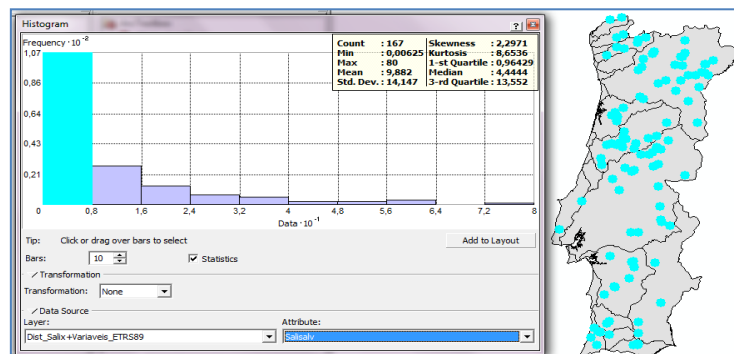 Histogram
Frequency · 10⁻²
Count : 167 Skewness : 2,2971
Min : 0,00625 Kurtosis : 8,6536
Max : 80 1-st Quartile : 0,96429
Mean : 9,882 Median : 4,4444
Std. Dev. : 14,147 3-rd Quartile : 13,552
1,07
0,86
0,64
0,43
0,21
0 0,8 1,6 2,4 3,2 4 4,8 5,6 6,4 7,2 8
Data · 10⁻¹
Tip: Click or drag over bars to select Add to Layout
Bars: 10 Statistics
Transformation
Transformation: None
Data Source
Layer: Attribute:
Dist_Salix+Variaveis_ETRS89 Salisalv